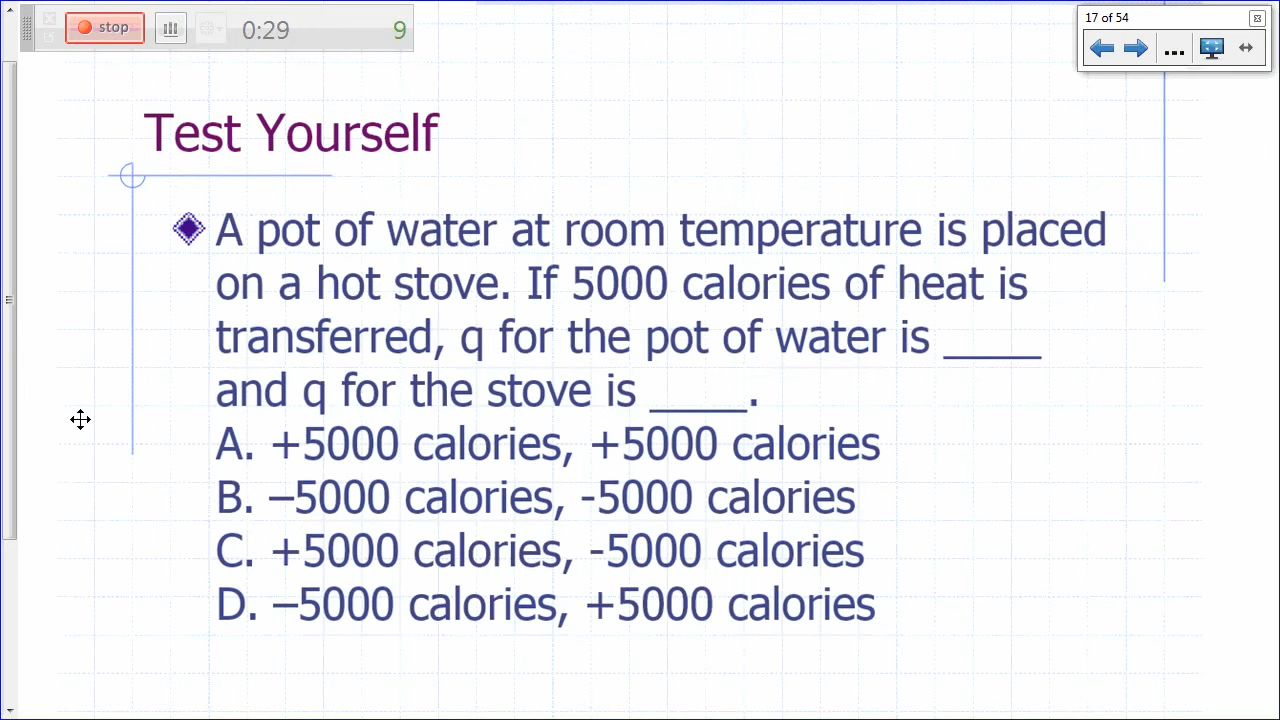 stop
0:29
9
17 of 54
Test Yourself
A pot of water at room temperature is placed
on a hot stove. If 5000 calories of heat is
transferred, q for the pot of water is ____
and q for the stove is ____.
A. +5000 calories, +5000 calories
B. –5000 calories, -5000 calories
C. +5000 calories, -5000 calories
D. –5000 calories, +5000 calories